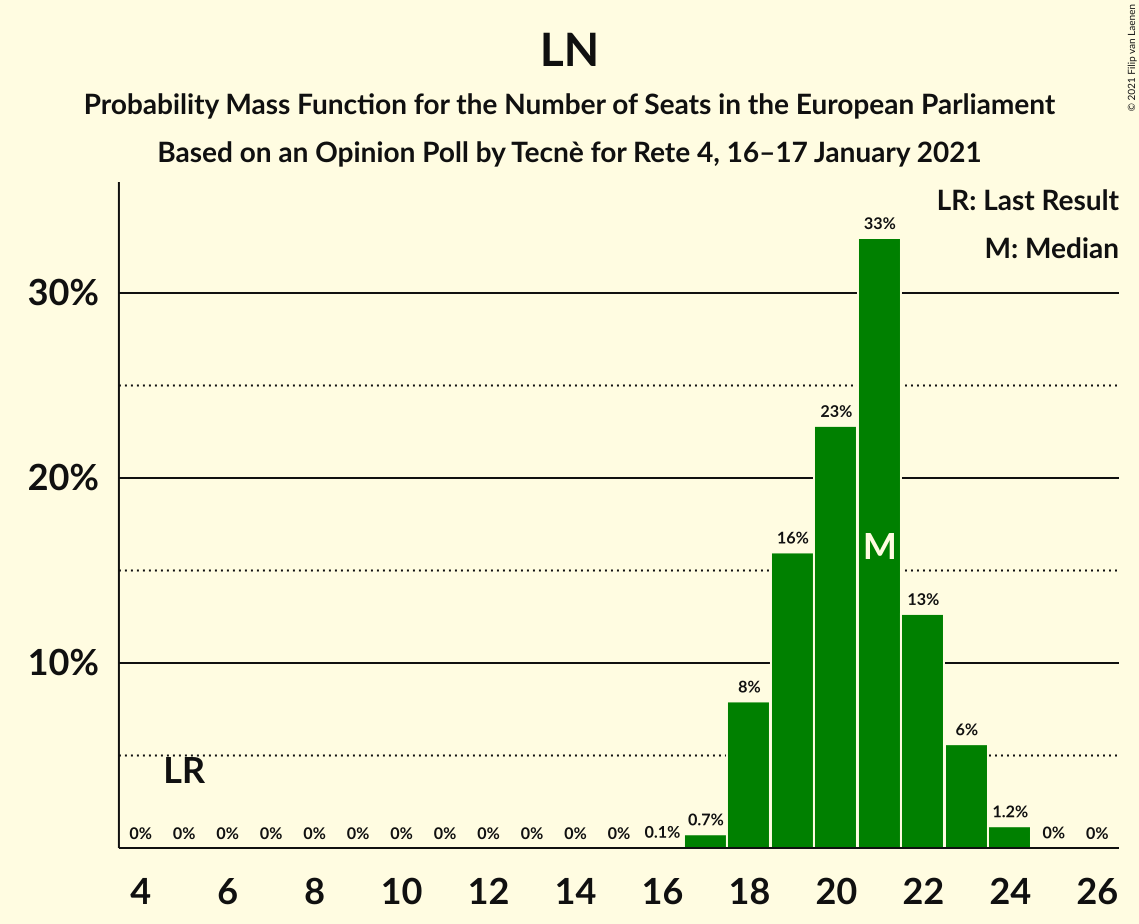 LN
Probability Mass Function for the Number of Seats in the European Parliament
Based on an Opinion Poll by Tecnè for Rete 4, 16–17 January 2021
© 2021 Filip van Laenen
LR: Last Result
M: Median
30%
20%
10%
33%
23%
16%
M
13%
8%
6%
LR
0% 0% 0% 0% 0% 0% 0% 0% 0% 0% 0% 0% 0.1% 0.7% 1.2% 0% 0%
4 6 8 10 12 14 16 18 20 22 24 26